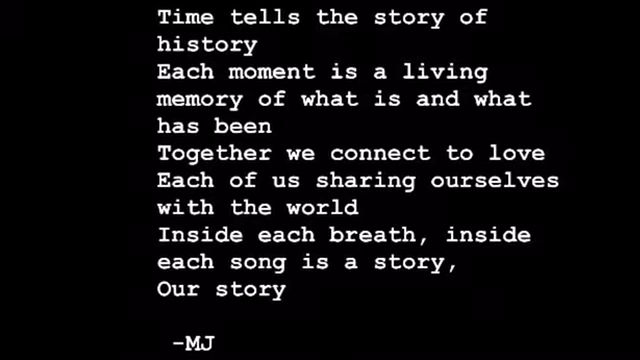 Time tells the story of
history
Each moment is a living
memory of what is and what
has been
Together we connect to love
Each of us sharing ourselves
with the world
Inside each breath, inside
each song is a story,
Our story
-MJ